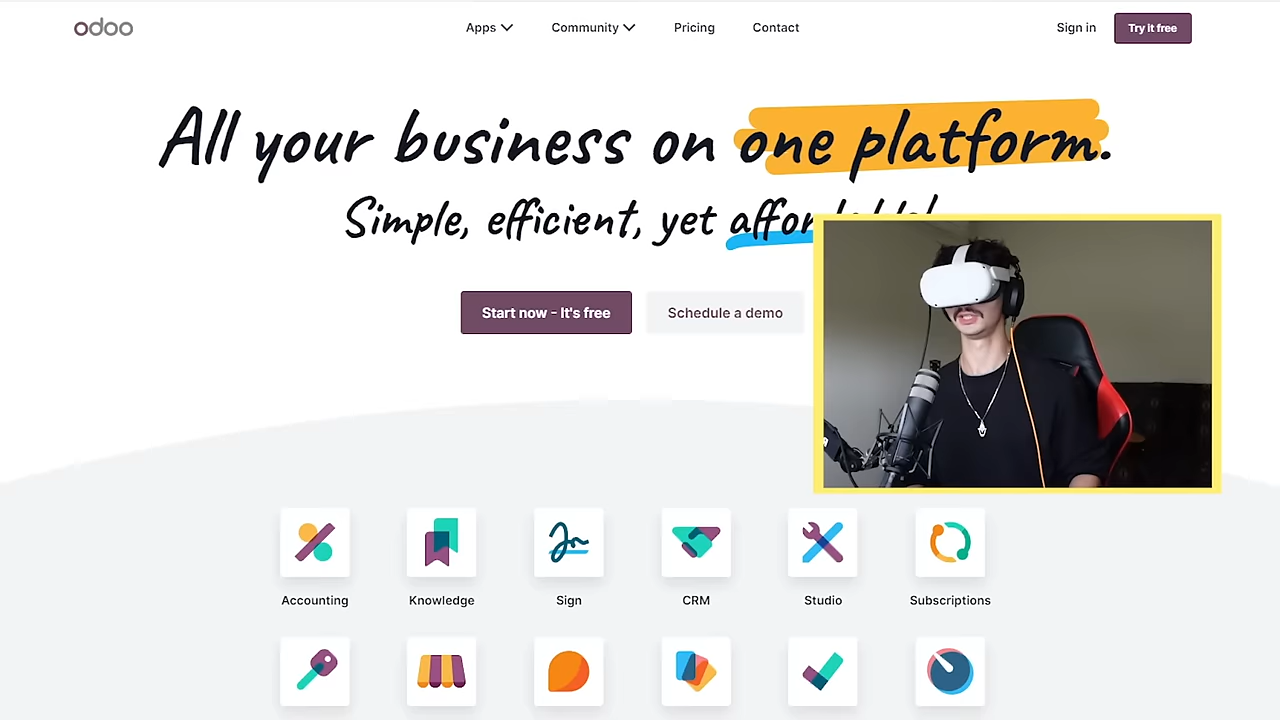 odoo
Apps
Community
Pricing
Contact
Sign in
Try it free
All your business on one platform.
Simple, efficient, yet
Start now - It's free
Schedule a demo
Accounting
Knowledge
Sign
CRM
Studio
Subscriptions